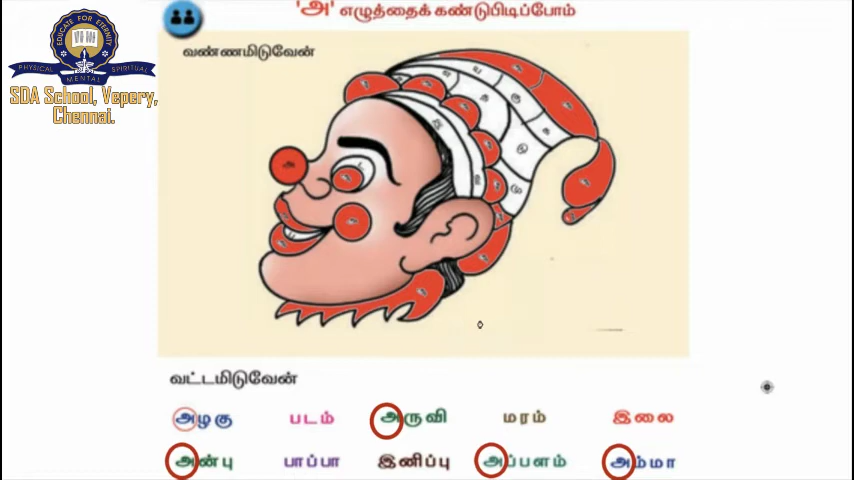 'அ' எழுத்தைக் கண்டுபிடிப்போம்
EDUCATE FOR ETERNITY
PHYSICAL MENTAL SPIRITUAL
SDA School, Vepery,
Chennai.
வண்ணமிடுவேன்
வட்டமிடுவேன்
அழகு படம் அருவி மரம் இலை
அன்பு பாப்பா இனிப்பு அப்பளம் அம்மா